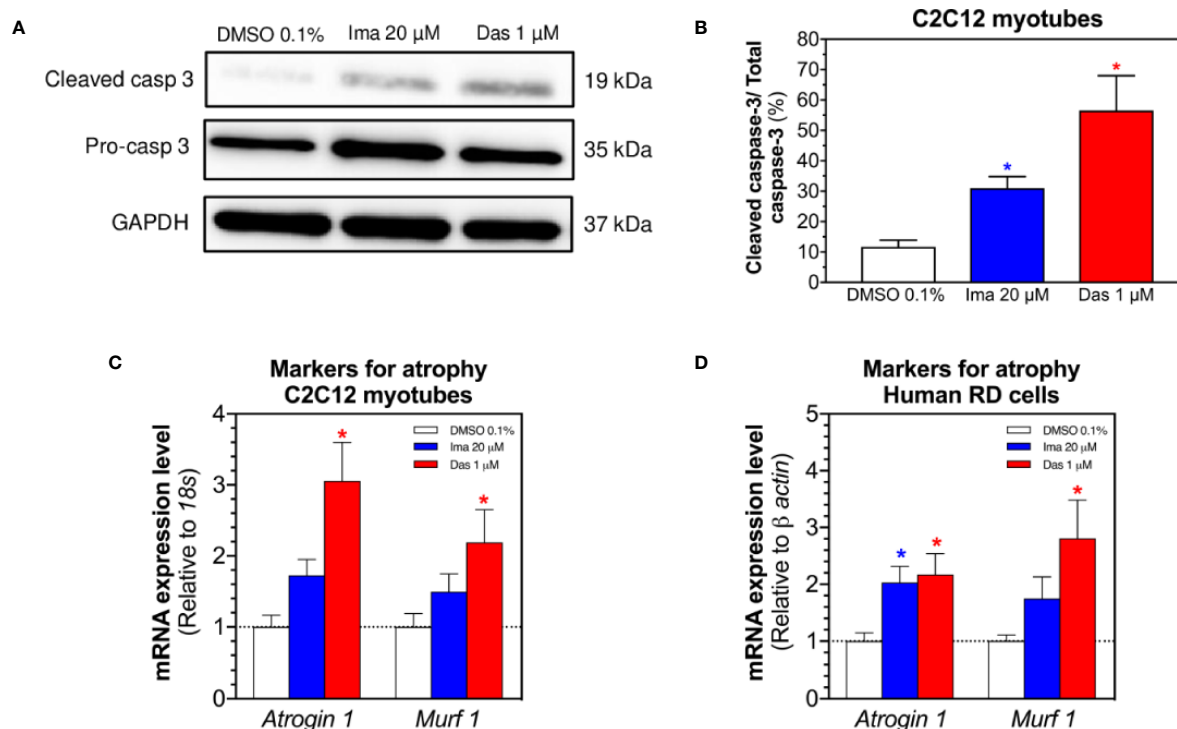 A
DMSO 0.1% Ima 20 µM Das 1 µM
Cleaved casp 3 19 kDa
Pro-casp 3 35 kDa
GAPDH 37 kDa
B
C2C12 myotubes
Cleaved caspase-3/ Total
caspase-3 (%)
80
70
60
50
40
30
20
10
0
*
*
DMSO 0.1% Ima 20 µM Das 1 µM
C
Markers for atrophy
C2C12 myotubes
mRNA expression level
(Relative to 18s)
4
3
2
1
0
DMSO 0.1%
Ima 20 µM
Das 1 µM
*
*
Atrogin 1 Murf 1
D
Markers for atrophy
Human RD cells
mRNA expression level
(Relative to β actin)
5
4
3
2
1
0
DMSO 0.1%
Ima 20 µM
Das 1 µM
* * *
Atrogin 1 Murf 1